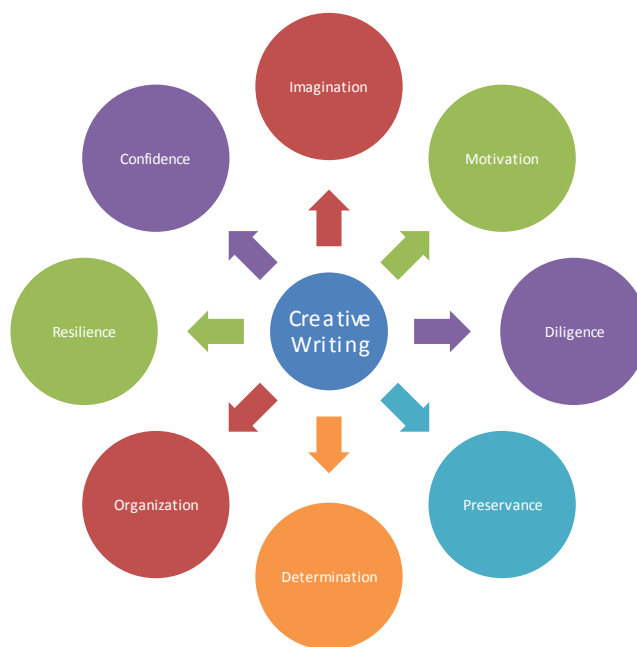 Imagination
Confidence
Motivation
Creative
Writing
Resilience
Diligence
Organization
Preservance
Determination